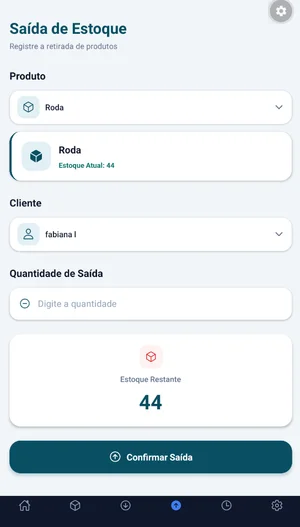 Saída de Estoque
Registre a retirada de produtos
Produto
Roda
Roda
Estoque Atual: 44
Cliente
fabiana l
Quantidade de Saída
Digite a quantidade
Estoque Restante
44
Confirmar Saída